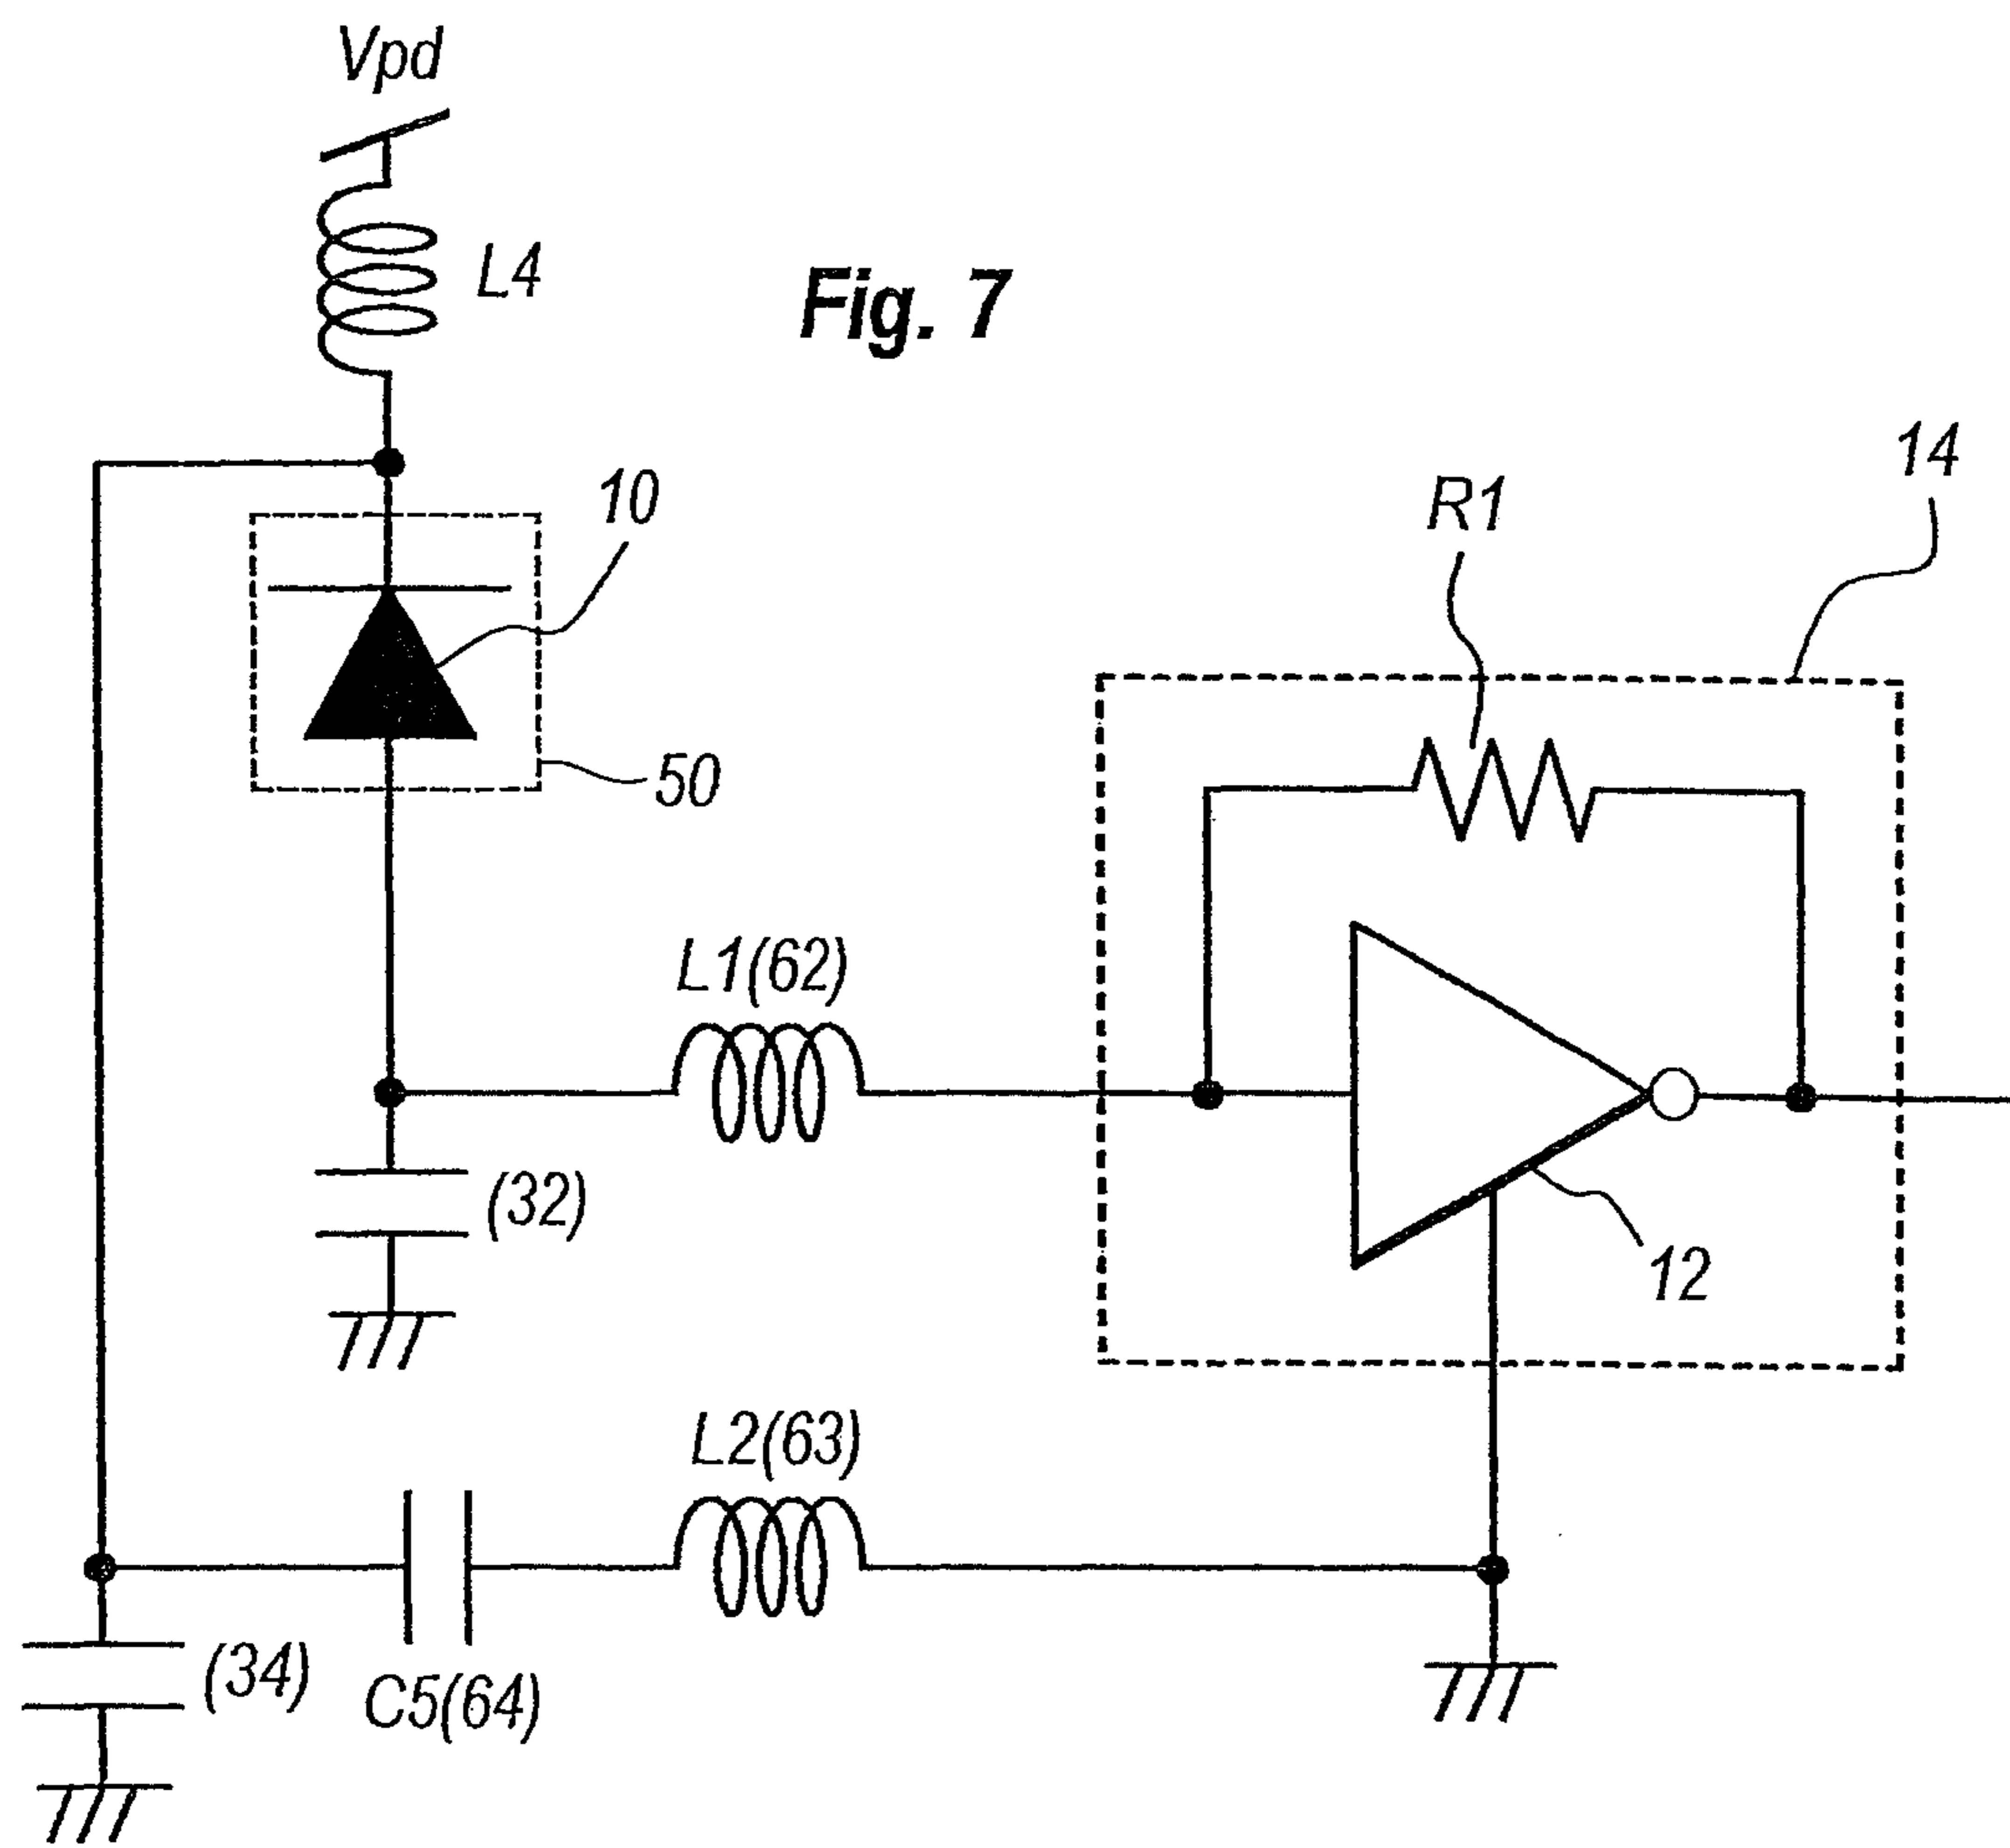 Vpd
L4
Fig. 7
14
10
R1
50
L1(62)
(32)
12
L2(63)
(34)
C5(64)